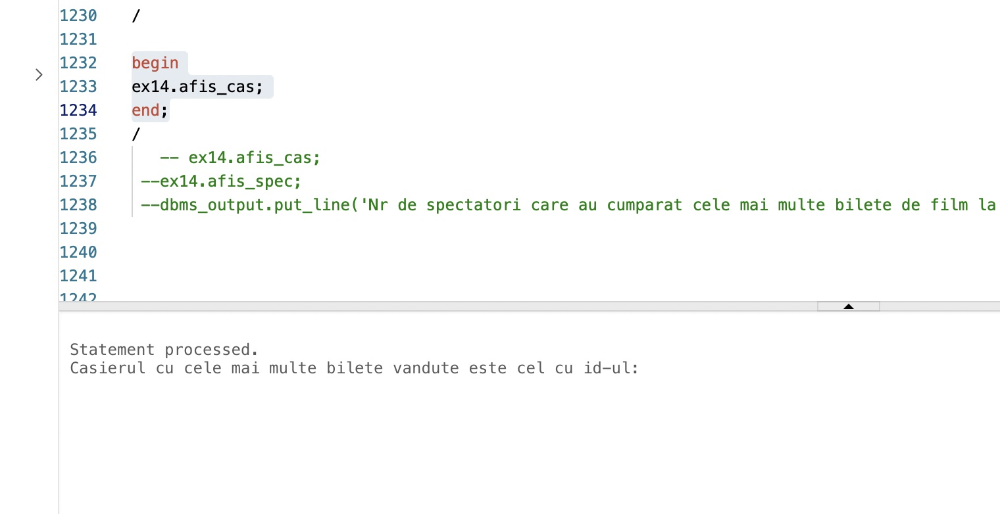 1230 /
1231
1232 begin
1233 ex14.afis_cas;
1234 end;
1235 /
1236 -- ex14.afis_cas;
1237 --ex14.afis_spec;
1238 --dbms_output.put_line('Nr de spectatori care au cumparat cele mai multe bilete de film la
1239
1240
1241
1242
Statement processed.
Casierul cu cele mai multe bilete vandute este cel cu id-ul: